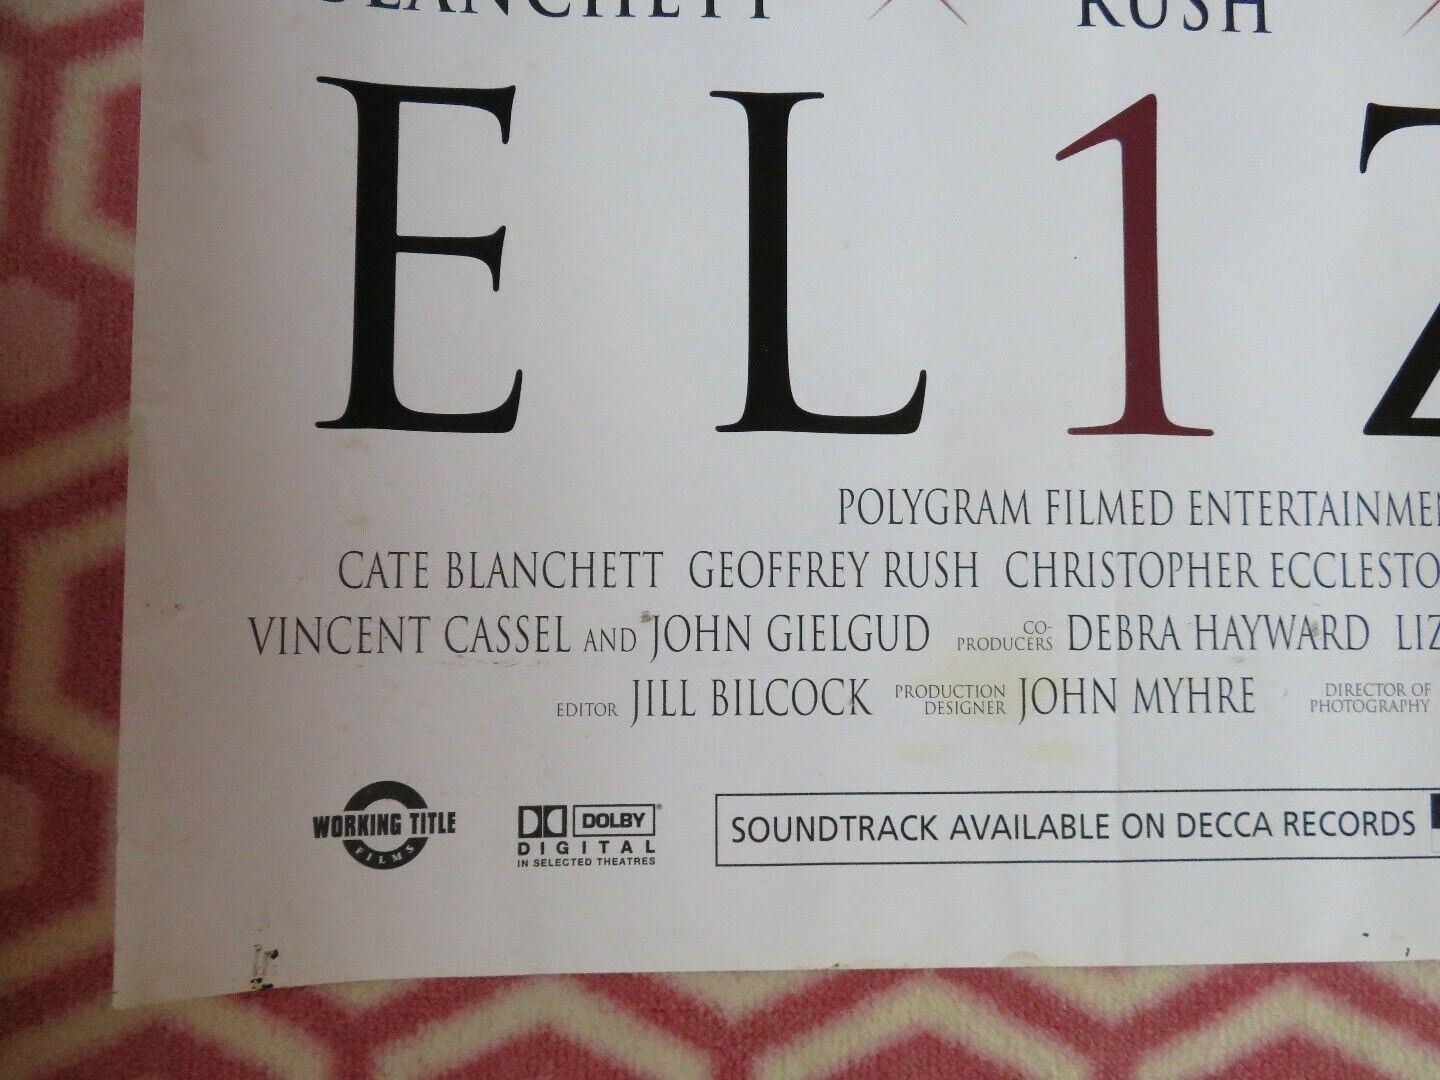 BLANCHETT RUSH
EL1Z
POLYGRAM FILMED ENTERTAINME
CATE BLANCHETT GEOFFREY RUSH CHRISTOPHER ECCLESTO
VINCENT CASSEL AND JOHN GIELGUD CO-PRODUCERS DEBRA HAYWARD LIZ
EDITOR JILL BILCOCK PRODUCTION DESIGNER JOHN MYHRE DIRECTOR OF PHOTOGRAPHY
WORKING TITLE
FILMS
DOLBY
DIGITAL
IN SELECTED THEATRES
SOUNDTRACK AVAILABLE ON DECCA RECORDS